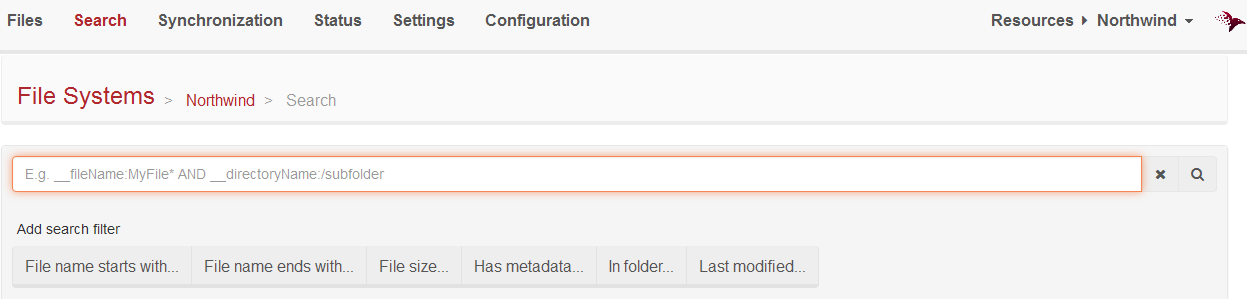 Files Search Synchronization Status Settings Configuration Resources Northwind
File Systems > Northwind > Search
E.g. __fileName:MyFile* AND __directoryName:/subfolder
Add search filter
File name starts with... File name ends with... File size... Has metadata... In folder... Last modified...